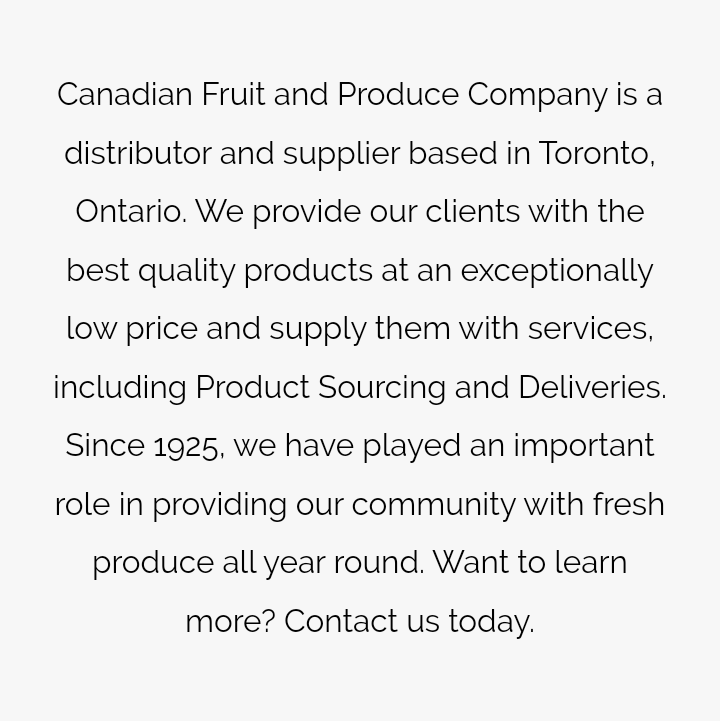 Canadian Fruit and Produce Company is a
distributor and supplier based in Toronto,
Ontario. We provide our clients with the
best quality products at an exceptionally
low price and supply them with services,
including Product Sourcing and Deliveries.
Since 1925, we have played an important
role in providing our community with fresh
produce all year round. Want to learn
more? Contact us today.